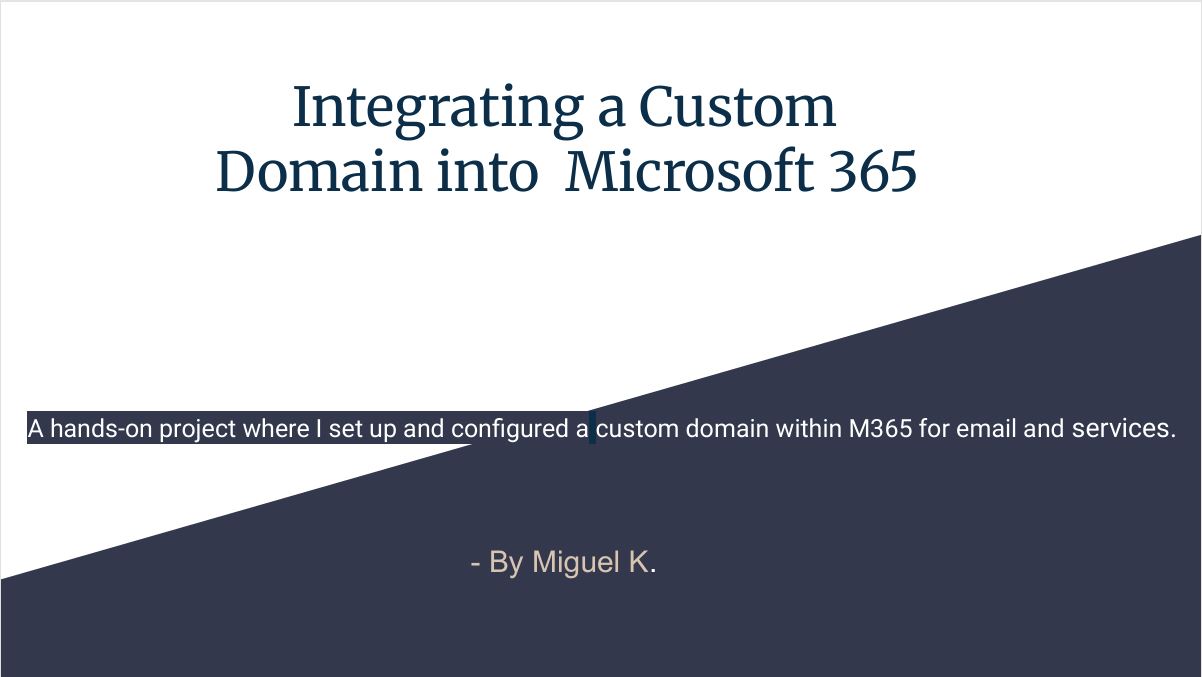 Integrating a Custom
Domain into  Microsoft 365
A hands-on project where I set up and configured a custom domain within M365 for email and services.
- By Miguel K.